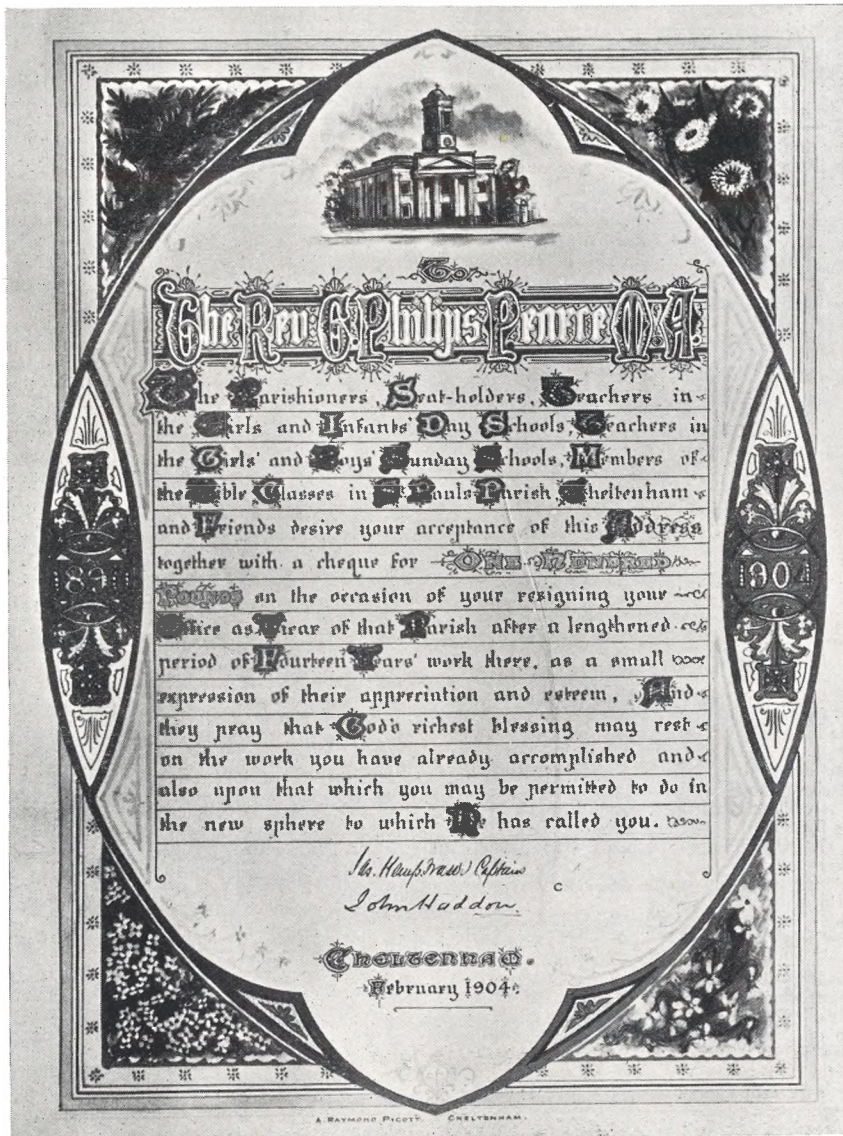 To
The Rev: G. Philips Pearce M.A.
The Parishioners, Seat-holders, Teachers in
the Girls and Infants' Day Schools, Teachers in
the Girls' and Boys' Sunday Schools, Members of
the Bible Classes in St Pauls Parish, Cheltenham
and Friends desire your acceptance of this Address
together with a cheque for One Hundred
Pounds on the occasion of your resigning your
Office as Vicar of that Parish after a lengthened
period of Fourteen Years' work there, as a small
expression of their appreciation and esteem, And
they pray that God's richest blessing may rest
on the work you have already accomplished and
also upon that which you may be permitted to do in
the new sphere to which He has called you.
1890
1904
Captain
John Haddon.
C
Cheltenham.
February 1904.
A. RAYMOND PIGOTT. CHELTENHAM.